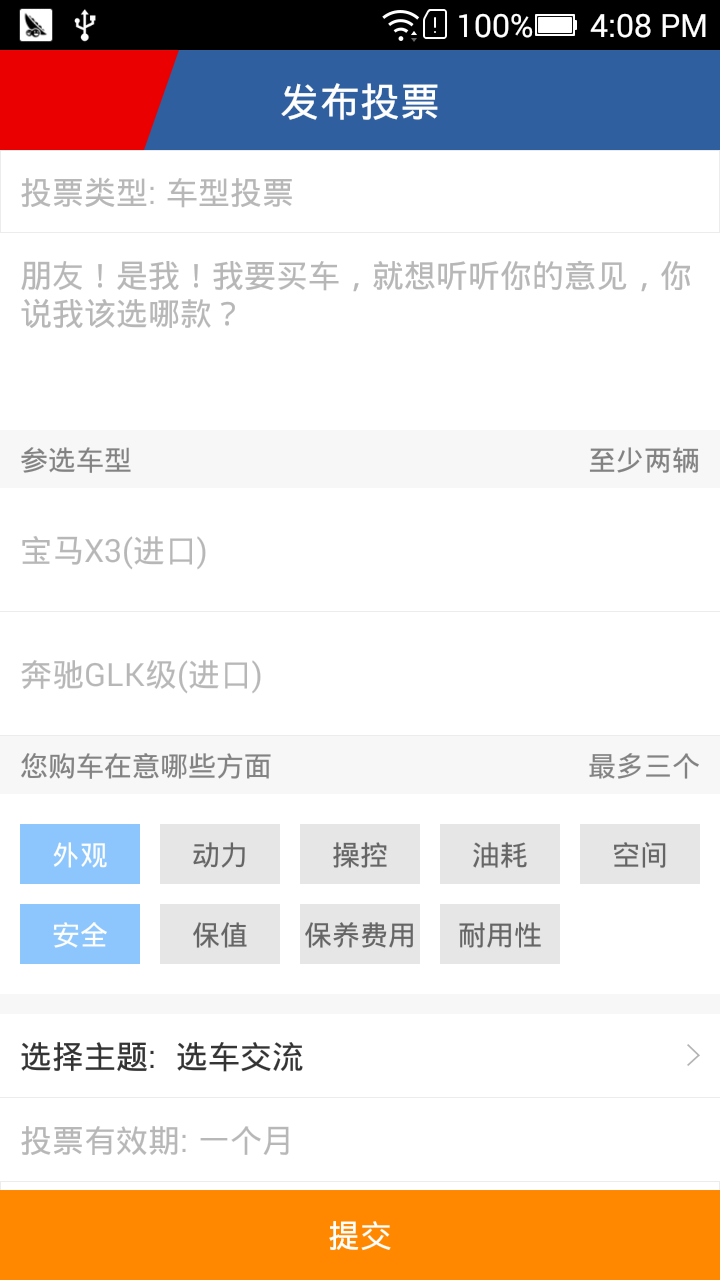 100% 4:08 PM
发布投票
投票类型: 车型投票
朋友！是我！我要买车，就想听听你的意见，你
说我该选哪款？
参选车型 至少两辆
宝马X3(进口)
奔驰GLK级(进口)
您购车在意哪些方面 最多三个
外观 动力 操控 油耗 空间
安全 保值 保养费用 耐用性
选择主题: 选车交流
投票有效期: 一个月
提交